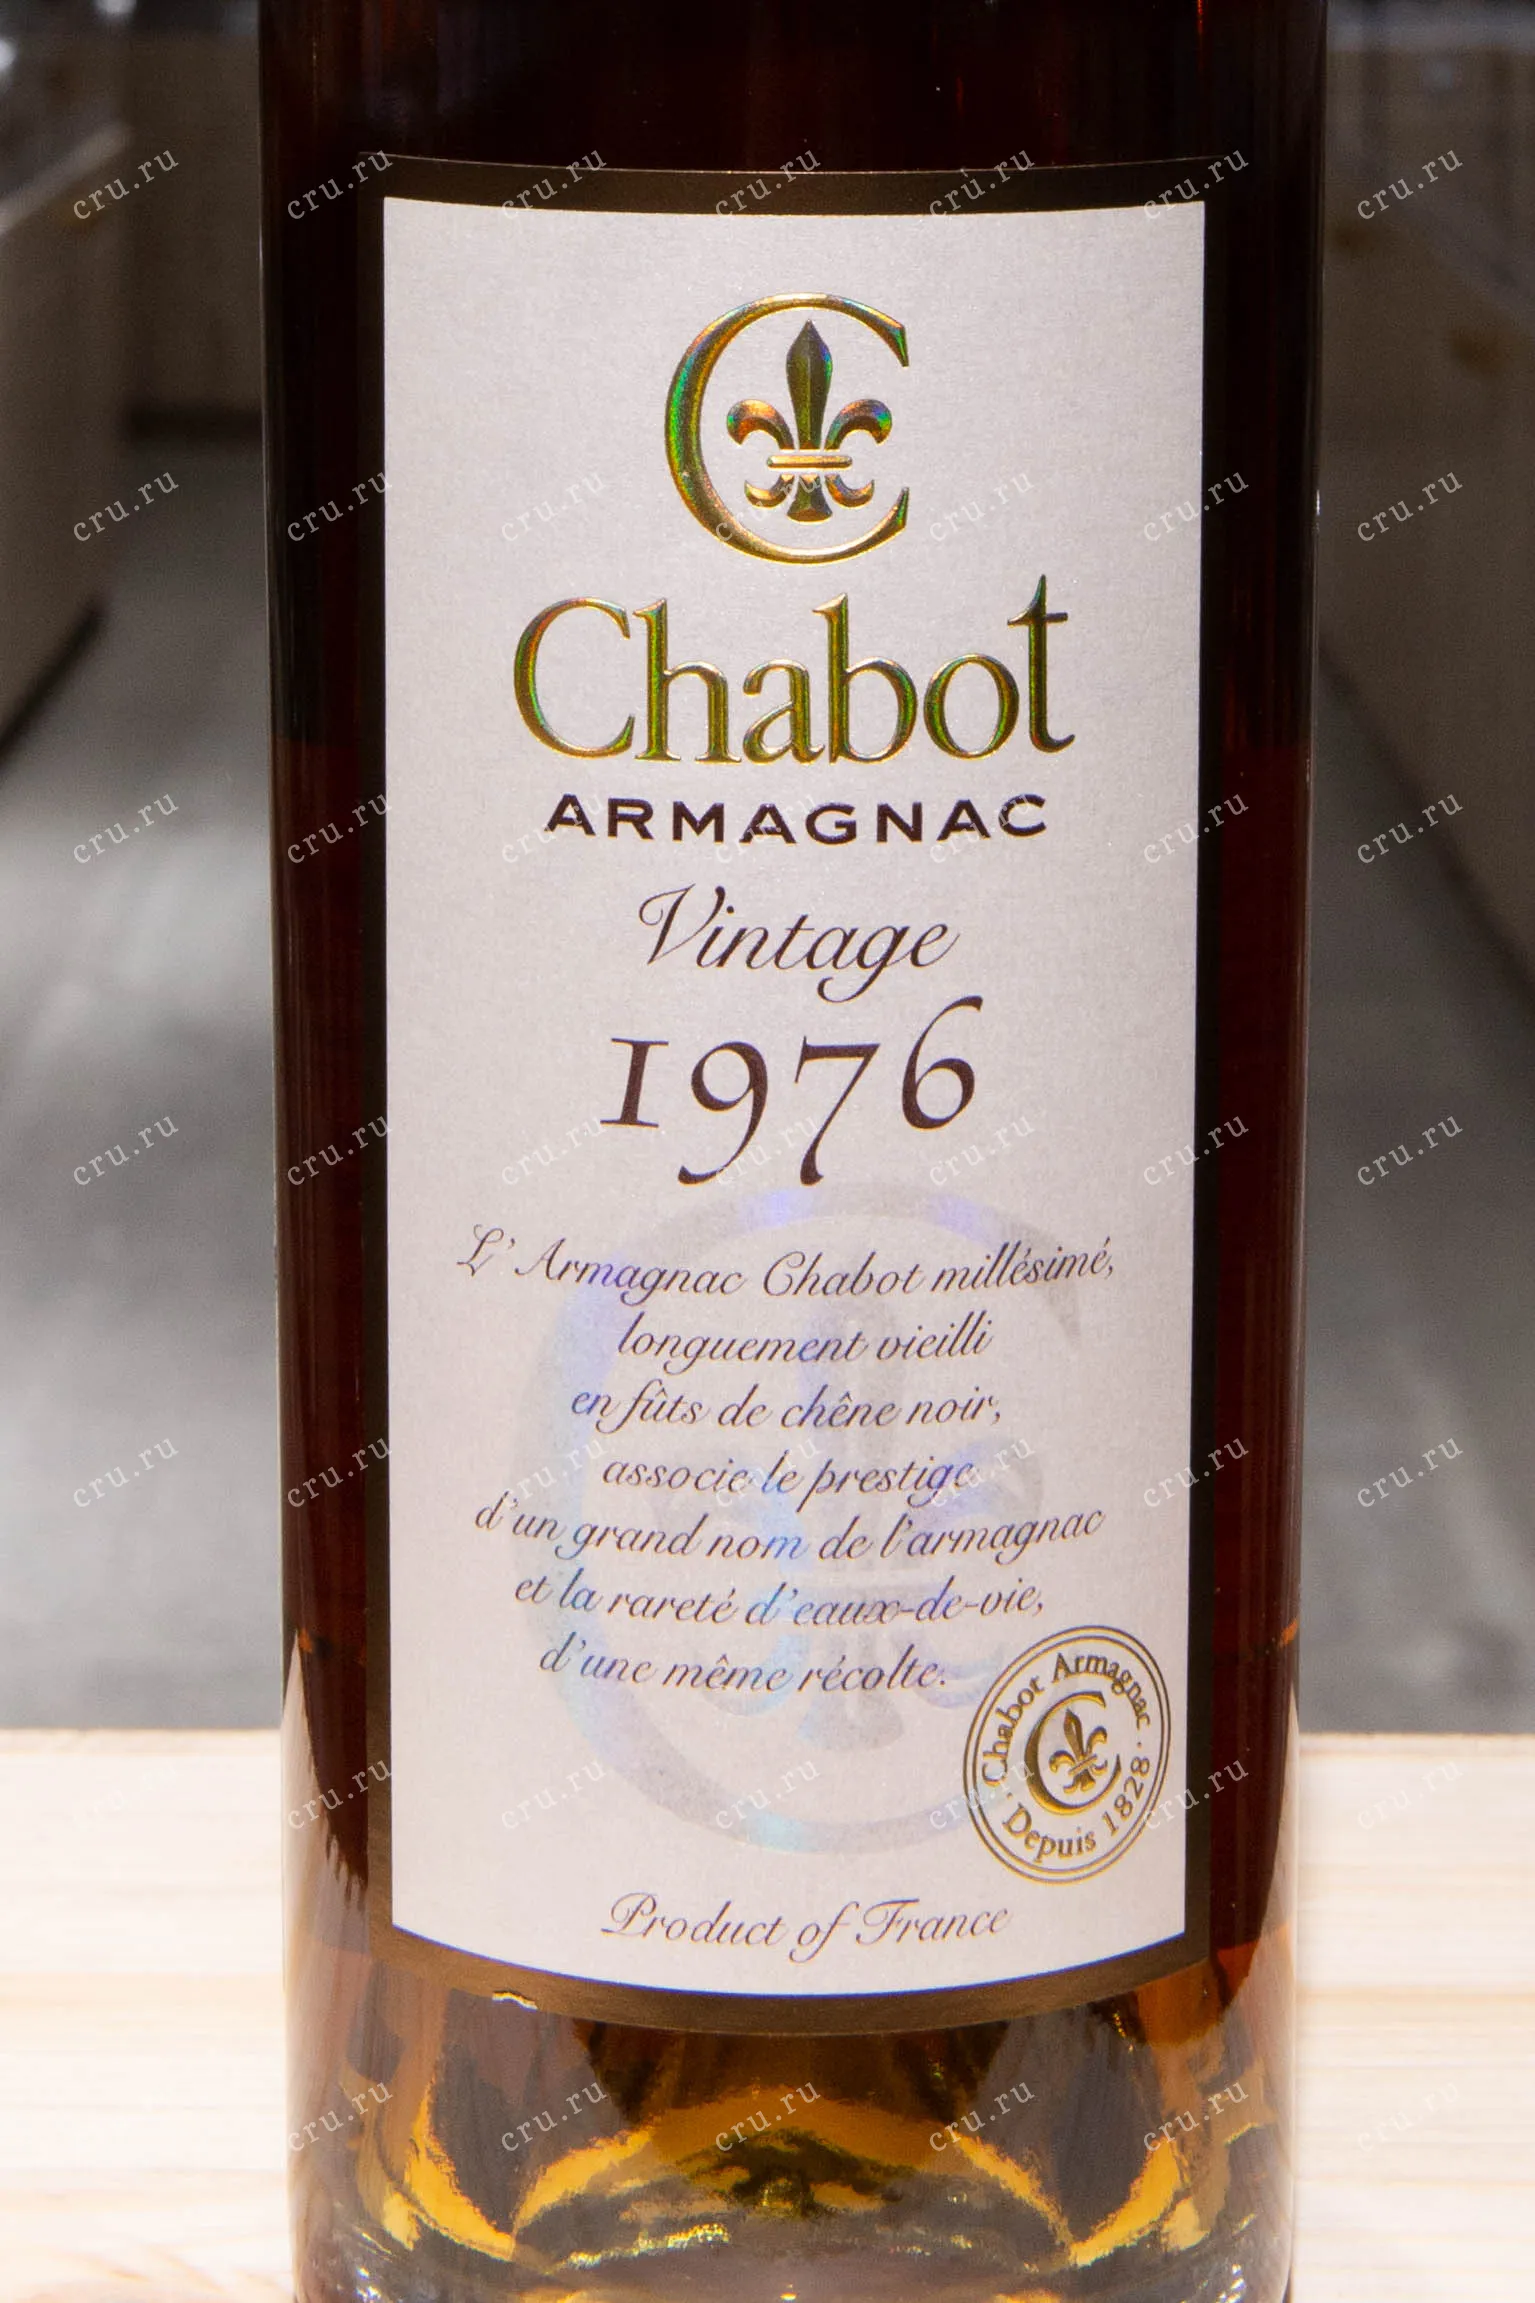 C
Chabot
ARMAGNAC
Vintage
1976
L'Armagnac Chabot millésimé,
longuement vieilli
en fûts de chêne noir,
associe le prestige
d'un grand nom de l'armagnac
et la rareté d'eaux-de-vie,
d'une même récolte.
Chabot Armagnac
C
· Depuis 1828 ·
Product of France
cru.ru